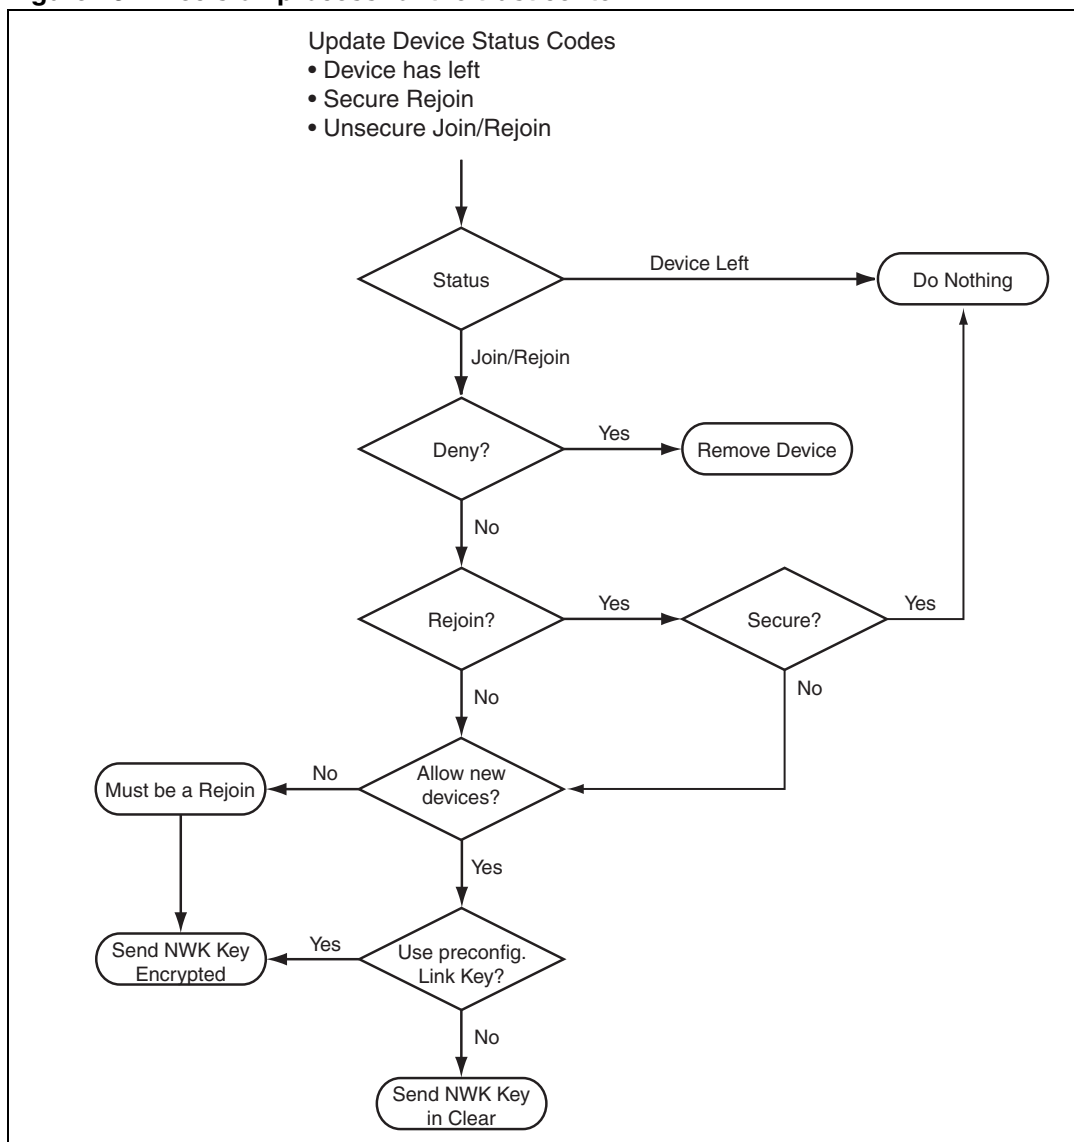 Update Device Status Codes
• Device has left
• Secure Rejoin
• Unsecure Join/Rejoin
Status
Device Left
Do Nothing
Join/Rejoin
Deny?
Yes
Remove Device
No
Rejoin?
Yes
Secure?
Yes
No
No
Must be a Rejoin
No
Allow new
devices?
Yes
Send NWK Key
Encrypted
Yes
Use preconfig.
Link Key?
No
Send NWK Key
in Clear